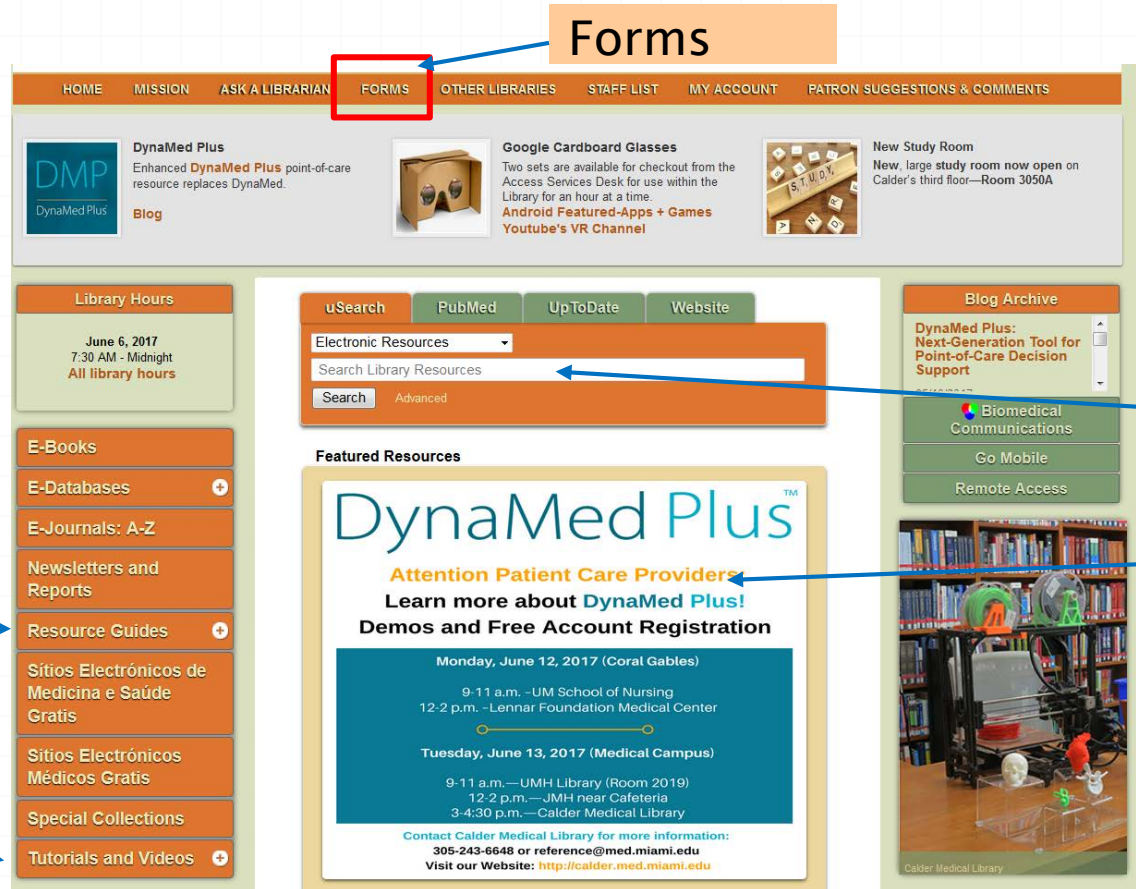 Forms
HOME MISSION ASK A LIBRARIAN FORMS OTHER LIBRARIES STAFF LIST MY ACCOUNT PATRON SUGGESTIONS & COMMENTS
DMP
DynaMed Plus
DynaMed Plus
Enhanced DynaMed Plus point-of-care
resource replaces DynaMed.
Blog
Google Cardboard Glasses
Two sets are available for checkout from the
Access Services Desk for use within the
Library for an hour at a time.
Android Featured-Apps + Games
Youtube's VR Channel
S, T, U, D, Y,
New Study Room
New, large study room now open on
Calder's third floor—Room 3050A
Library Hours
June 6, 2017
7:30 AM - Midnight
All library hours
E-Books
E-Databases
E-Journals: A-Z
Newsletters and
Reports
Resource Guides
Sítios Electrónicos de
Medicina e Saúde
Gratis
Sitios Electrónicos
Médicos Gratis
Special Collections
Tutorials and Videos
uSearch PubMed UpToDate Website
Electronic Resources
Search Library Resources
Search Advanced
Featured Resources
DynaMed Plus™
Attention Patient Care Providers
Learn more about DynaMed Plus!
Demos and Free Account Registration
Monday, June 12, 2017 (Coral Gables)
9-11 a.m. –UM School of Nursing
12-2 p.m. –Lennar Foundation Medical Center
Tuesday, June 13, 2017 (Medical Campus)
9-11 a.m.—UMH Library (Room 2019)
12-2 p.m.—JMH near Cafeteria
3-4:30 p.m.—Calder Medical Library
Contact Calder Medical Library for more information:
305-243-6648 or reference@med.miami.edu
Visit our Website: http://calder.med.miami.edu
Blog Archive
DynaMed Plus:
Next-Generation Tool for
Point-of-Care Decision
Support
Biomedical
Communications
Go Mobile
Remote Access
Calder Medical Library